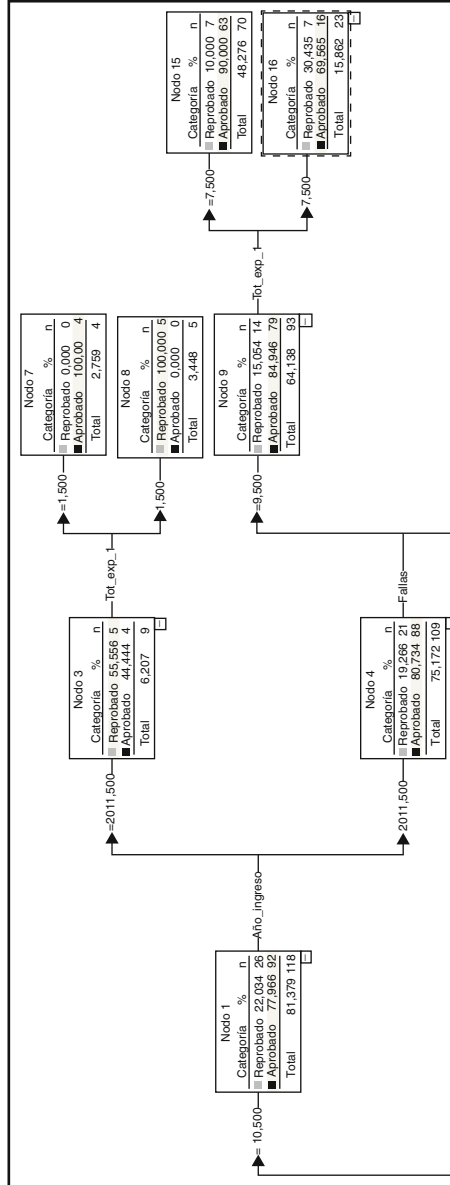 = 10,500
Nodo 1
Categoría % n
Reprobado 22,034 26
Aprobado 77,966 92
Total 81,379 118
Año_ingreso
=2011,500
Nodo 3
Categoría % n
Reprobado 55,556 5
Aprobado 44,444 4
Total 6,207 9
Tot_exp_1
=1,500
Nodo 7
Categoría % n
Reprobado 0,000 0
Aprobado 100,00 4
Total 2,759 4
1,500
Nodo 8
Categoría % n
Reprobado 100,000 5
Aprobado 0,000 0
Total 3,448 5
2011,500
Nodo 4
Categoría % n
Reprobado 19,266 21
Aprobado 80,734 88
Total 75,172 109
Fallas
=9,500
Nodo 9
Categoría % n
Reprobado 15,054 14
Aprobado 84,946 79
Total 64,138 93
Tot_exp_1
=7,500
Nodo 15
Categoría % n
Reprobado 10,000 7
Aprobado 90,000 63
Total 48,276 70
7,500
Nodo 16
Categoría % n
Reprobado 30,435 7
Aprobado 69,565 16
Total 15,862 23